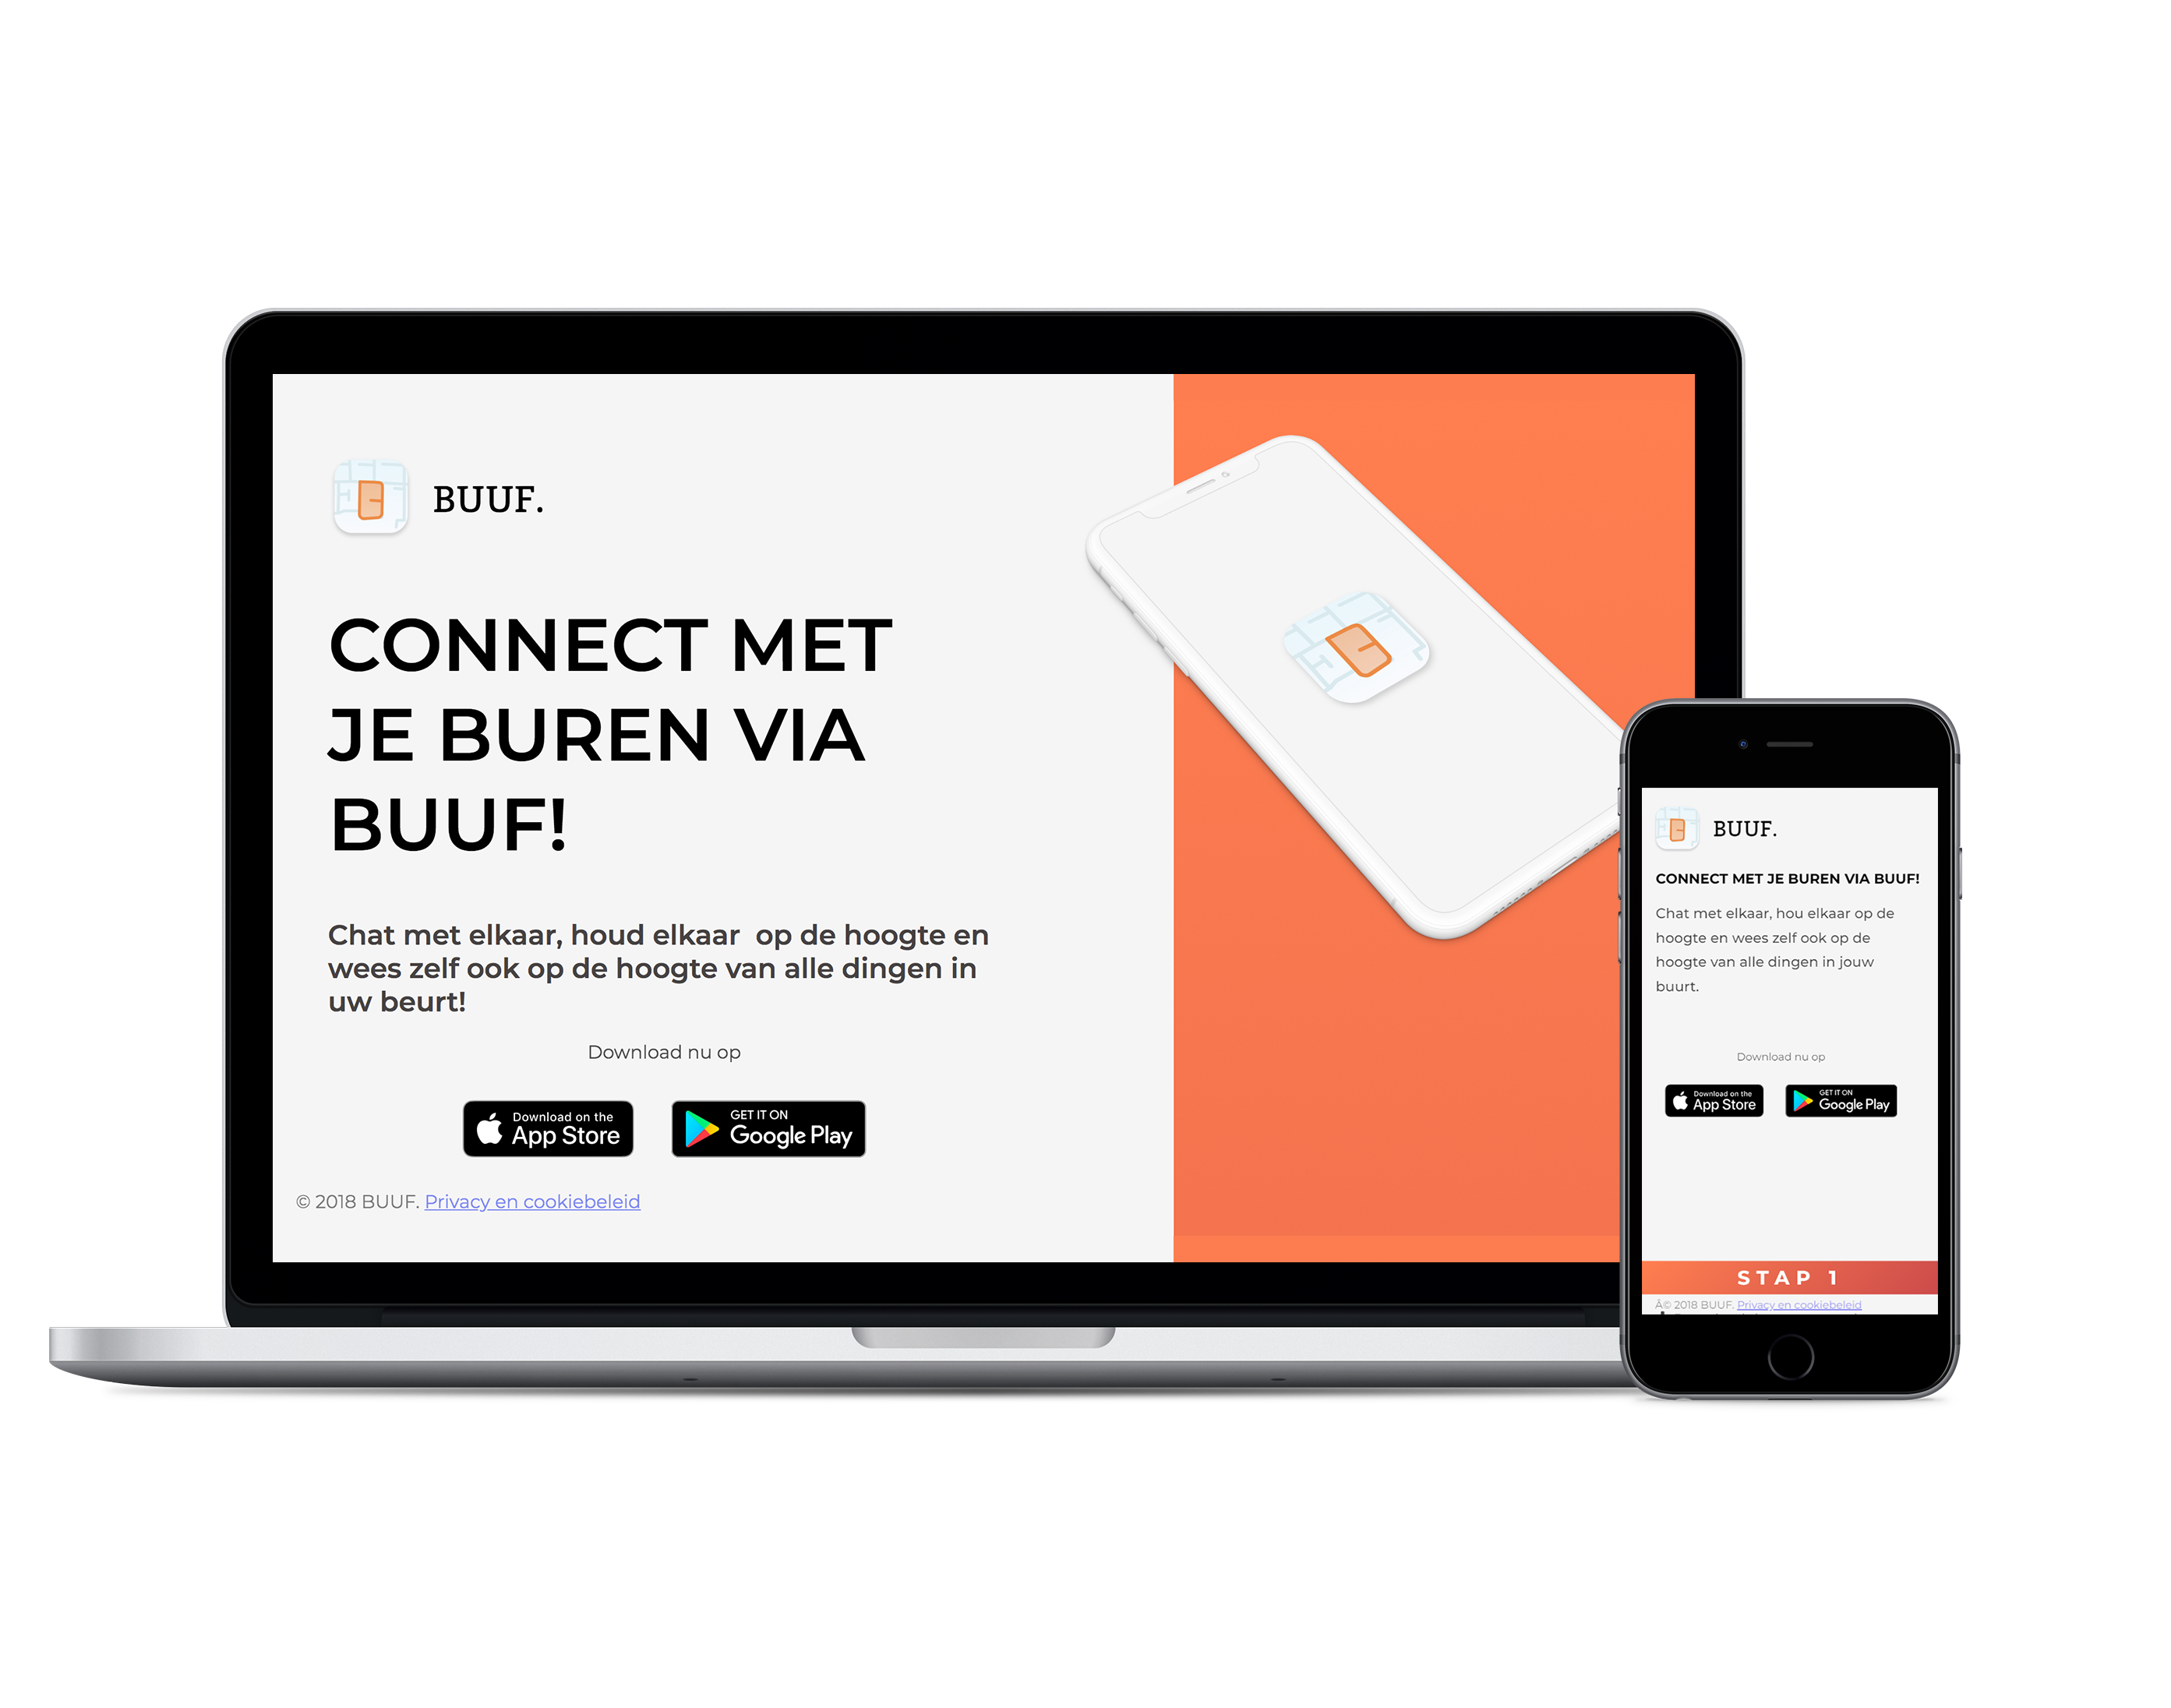 BUUF.
CONNECT MET
JE BUREN VIA
BUUF!
Chat met elkaar, houd elkaar  op de hoogte en
wees zelf ook op de hoogte van alle dingen in
uw beurt!
Download nu op
Download on the
App Store
GET IT ON
Google Play
© 2018 BUUF. Privacy en cookiebeleid
BUUF.
CONNECT MET JE BUREN VIA BUUF!
Chat met elkaar, hou elkaar op de
hoogte en wees zelf ook op de
hoogte van alle dingen in jouw
buurt.
Download nu op
Download on the
App Store
GET IT ON
Google Play
STAP 1
Â© 2018 BUUF. Privacy en cookiebeleid